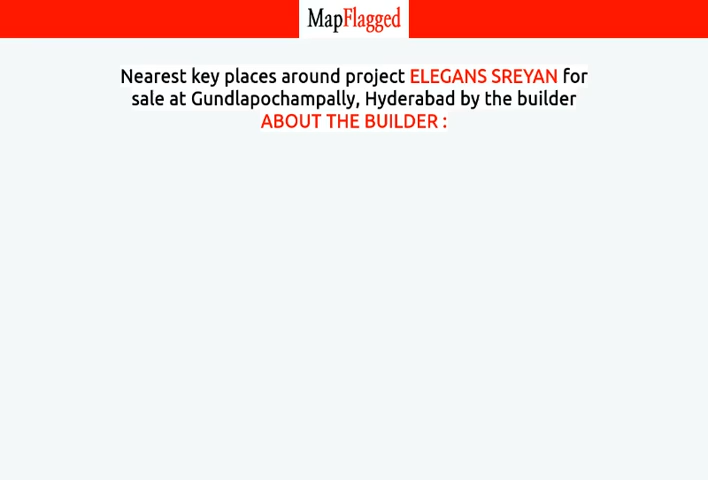 MapFlagged
Nearest key places around project ELEGANS SREYAN for
sale at Gundlapochampally, Hyderabad by the builder
ABOUT THE BUILDER :